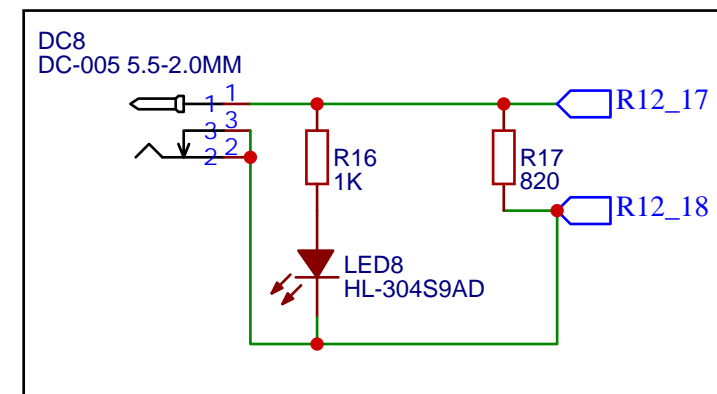 DC8
DC-005 5.5-2.0MM
1 1
3 3
2 2
R12_17
R16
1K
R17
820
R12_18
LED8
HL-304S9AD